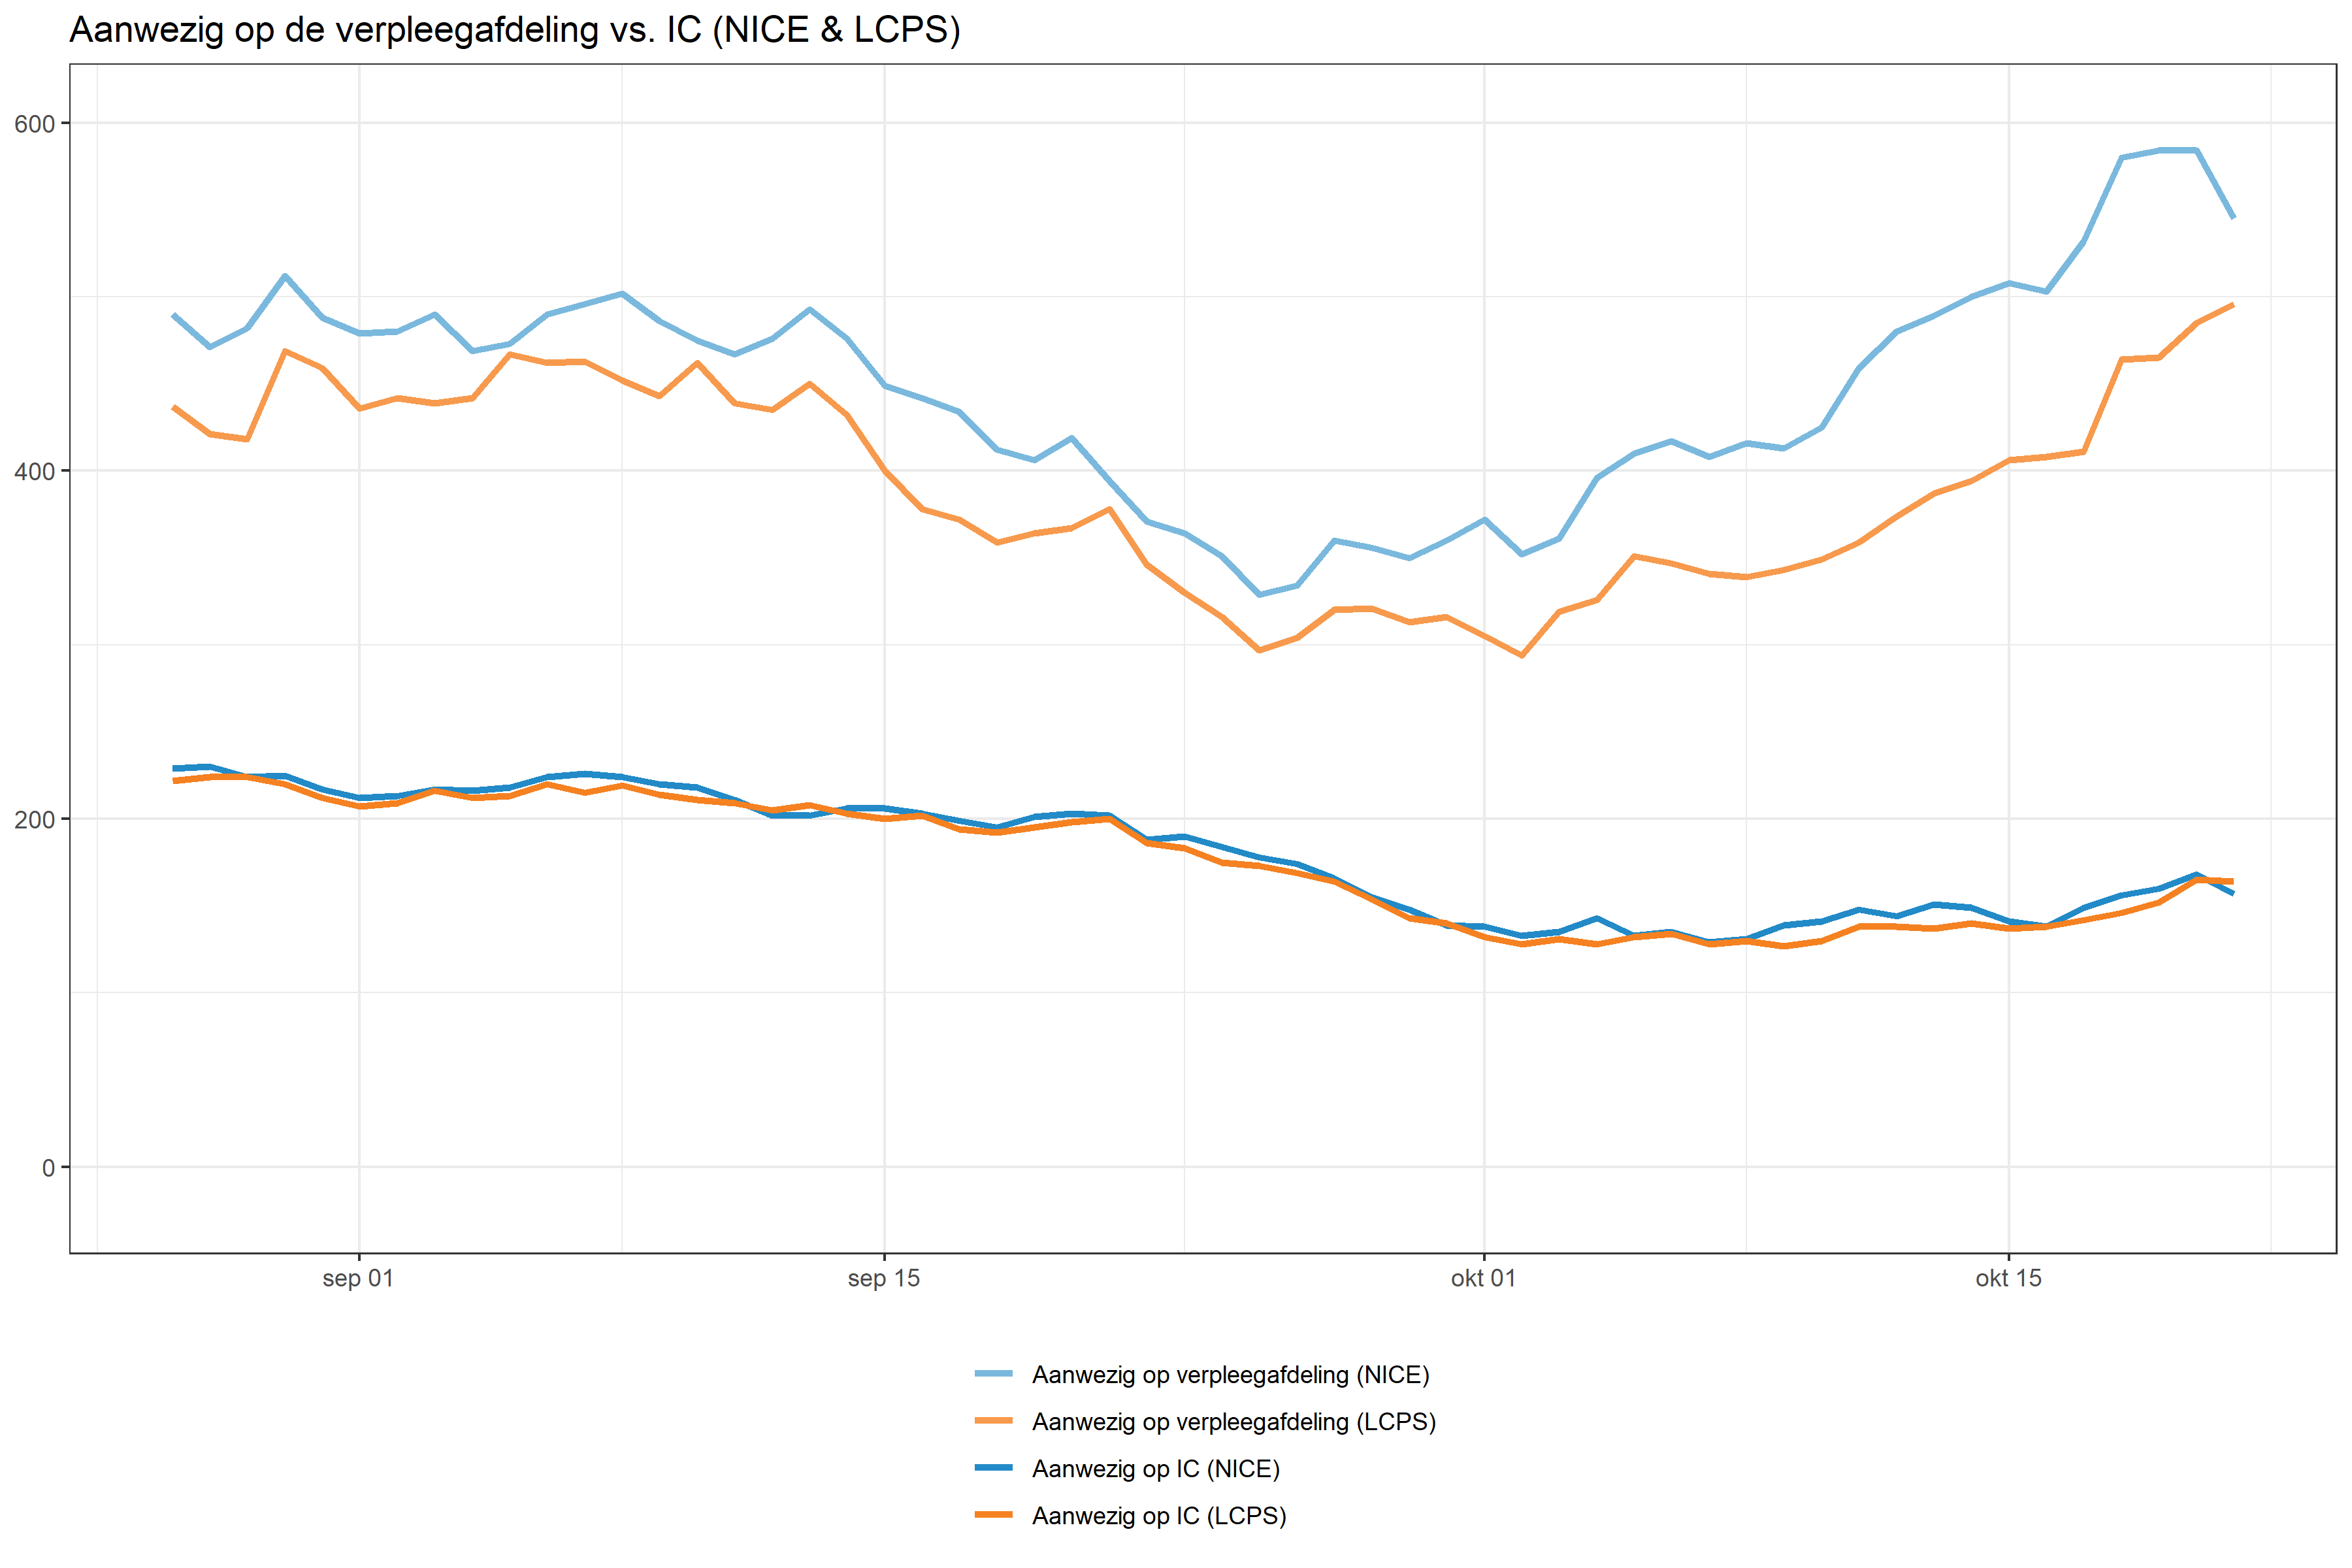 Aanwezig op de verpleegafdeling vs. IC (NICE & LCPS)
600
400
200
0
sep 01 sep 15 okt 01 okt 15
Aanwezig op verpleegafdeling (NICE)
Aanwezig op verpleegafdeling (LCPS)
Aanwezig op IC (NICE)
Aanwezig op IC (LCPS)